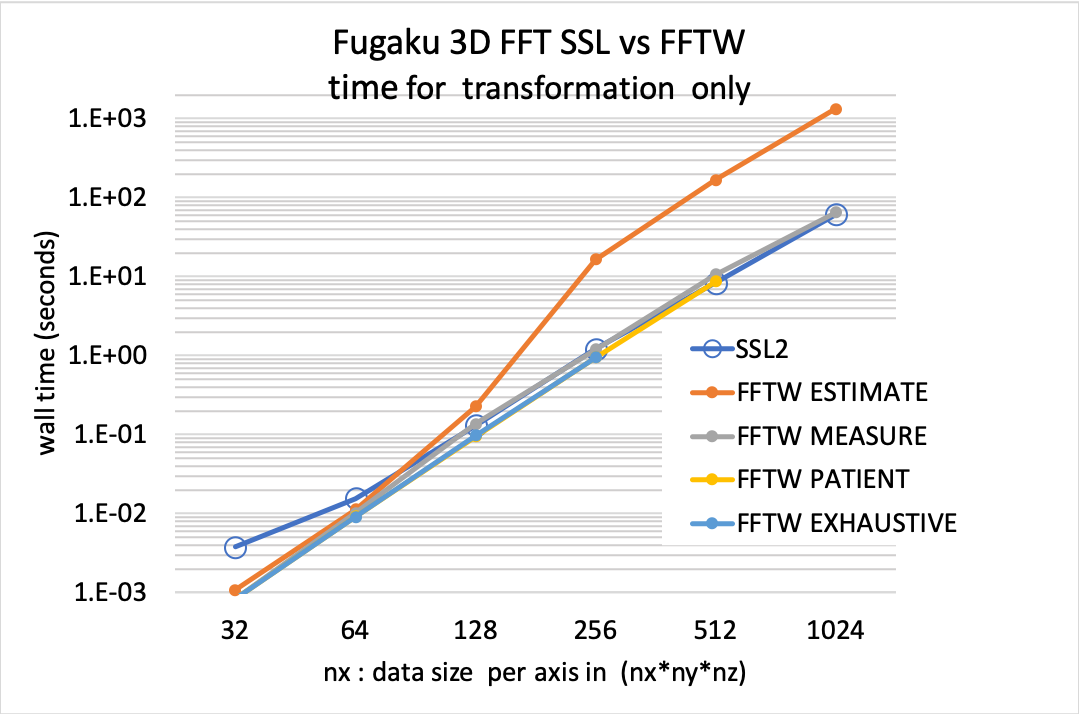 Fugaku 3D FFT SSL vs FFTW
time for transformation only
1.E+03
1.E+02
1.E+01
1.E+00
1.E-01
1.E-02
1.E-03
wall time (seconds)
SSL2
FFTW ESTIMATE
FFTW MEASURE
FFTW PATIENT
FFTW EXHAUSTIVE
32 64 128 256 512 1024
nx : data size per axis in (nx*ny*nz)